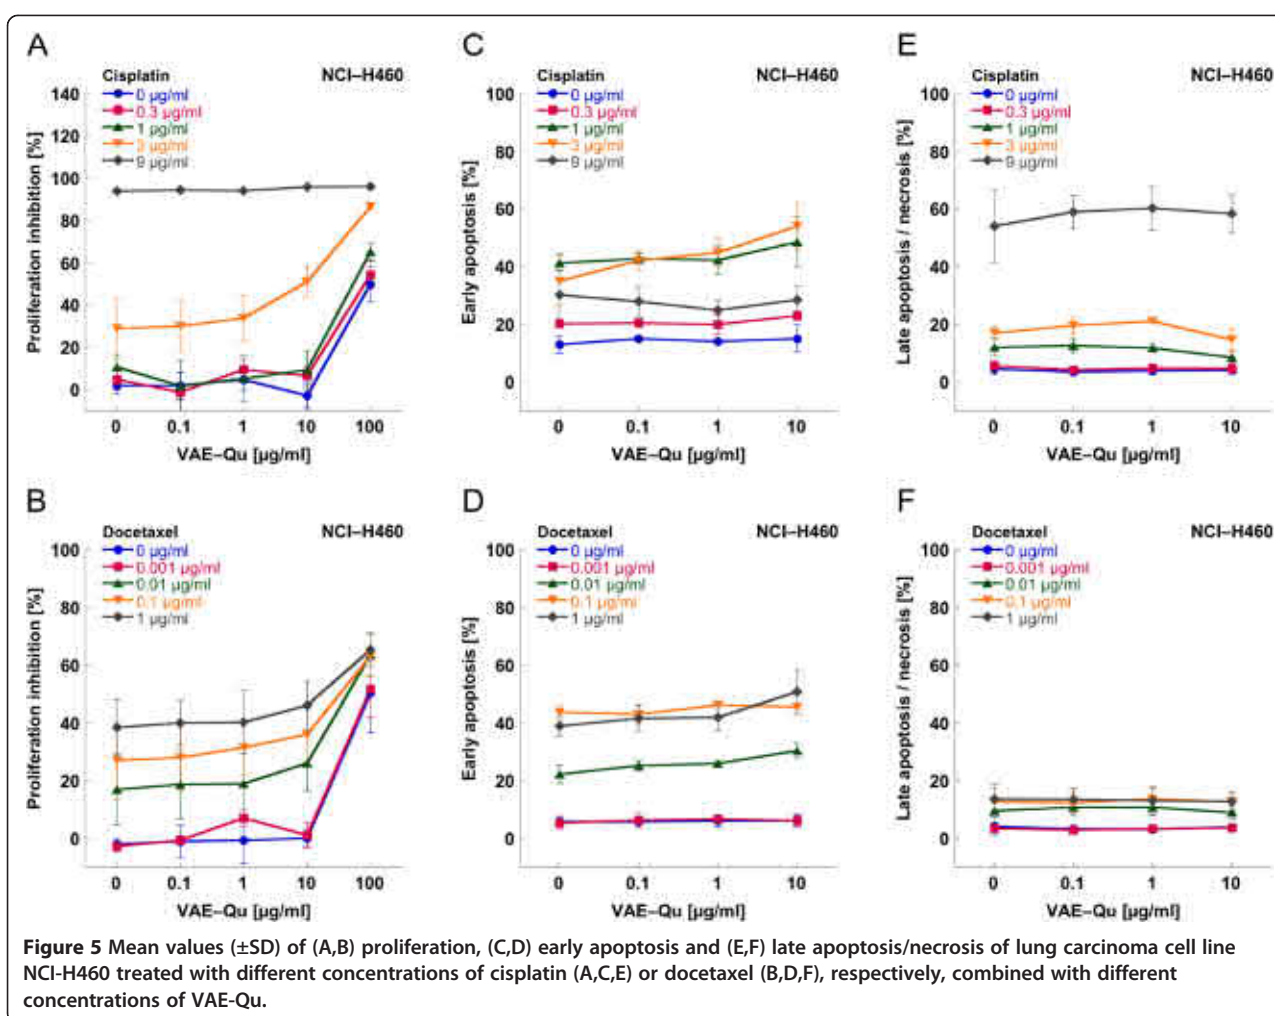 A
Cisplatin NCI–H460
0 µg/ml
0.3 µg/ml
1 µg/ml
3 µg/ml
9 µg/ml
Proliferation inhibition [%]
140
120
100
80
60
40
20
0
0 0.1 1 10 100
VAE–Qu [µg/ml]
C
Cisplatin NCI–H460
0 µg/ml
0.3 µg/ml
1 µg/ml
3 µg/ml
9 µg/ml
Early apoptosis [%]
100
80
60
40
20
0
0 0.1 1 10
VAE–Qu [µg/ml]
E
Cisplatin NCI–H460
0 µg/ml
0.3 µg/ml
1 µg/ml
3 µg/ml
9 µg/ml
Late apoptosis / necrosis [%]
100
80
60
40
20
0
0 0.1 1 10
VAE–Qu [µg/ml]
B
Docetaxel NCI–H460
0 µg/ml
0.001 µg/ml
0.01 µg/ml
0.1 µg/ml
1 µg/ml
Proliferation inhibition [%]
100
80
60
40
20
0
0 0.1 1 10 100
VAE–Qu [µg/ml]
D
Docetaxel NCI–H460
0 µg/ml
0.001 µg/ml
0.01 µg/ml
0.1 µg/ml
1 µg/ml
Early apoptosis [%]
100
80
60
40
20
0
0 0.1 1 10
VAE–Qu [µg/ml]
F
Docetaxel NCI–H460
0 µg/ml
0.001 µg/ml
0.01 µg/ml
0.1 µg/ml
1 µg/ml
Late apoptosis / necrosis [%]
100
80
60
40
20
0
0 0.1 1 10
VAE–Qu [µg/ml]
Figure 5 Mean values (±SD) of (A,B) proliferation, (C,D) early apoptosis and (E,F) late apoptosis/necrosis of lung carcinoma cell line
NCI-H460 treated with different concentrations of cisplatin (A,C,E) or docetaxel (B,D,F), respectively, combined with different
concentrations of VAE-Qu.